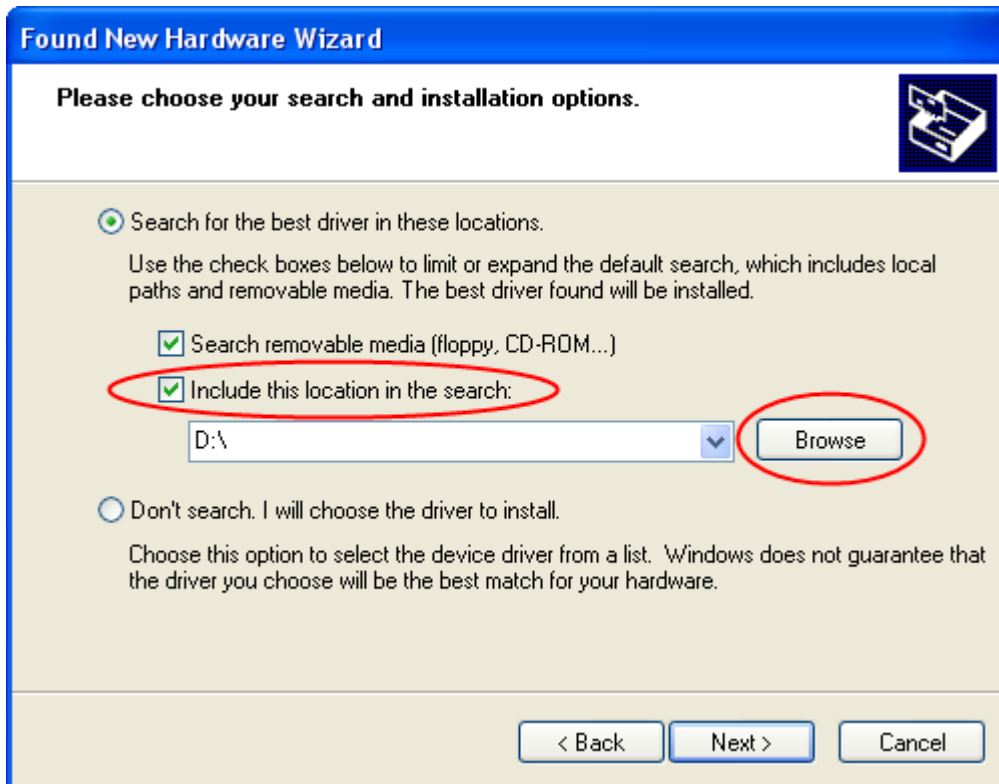 Found New Hardware Wizard
Please choose your search and installation options.
Search for the best driver in these locations.
Use the check boxes below to limit or expand the default search, which includes local
paths and removable media. The best driver found will be installed.
Search removable media (floppy, CD-ROM...)
Include this location in the search:
D:\
Browse
Don't search. I will choose the driver to install.
Choose this option to select the device driver from a list.  Windows does not guarantee that
the driver you choose will be the best match for your hardware.
< Back
Next >
Cancel